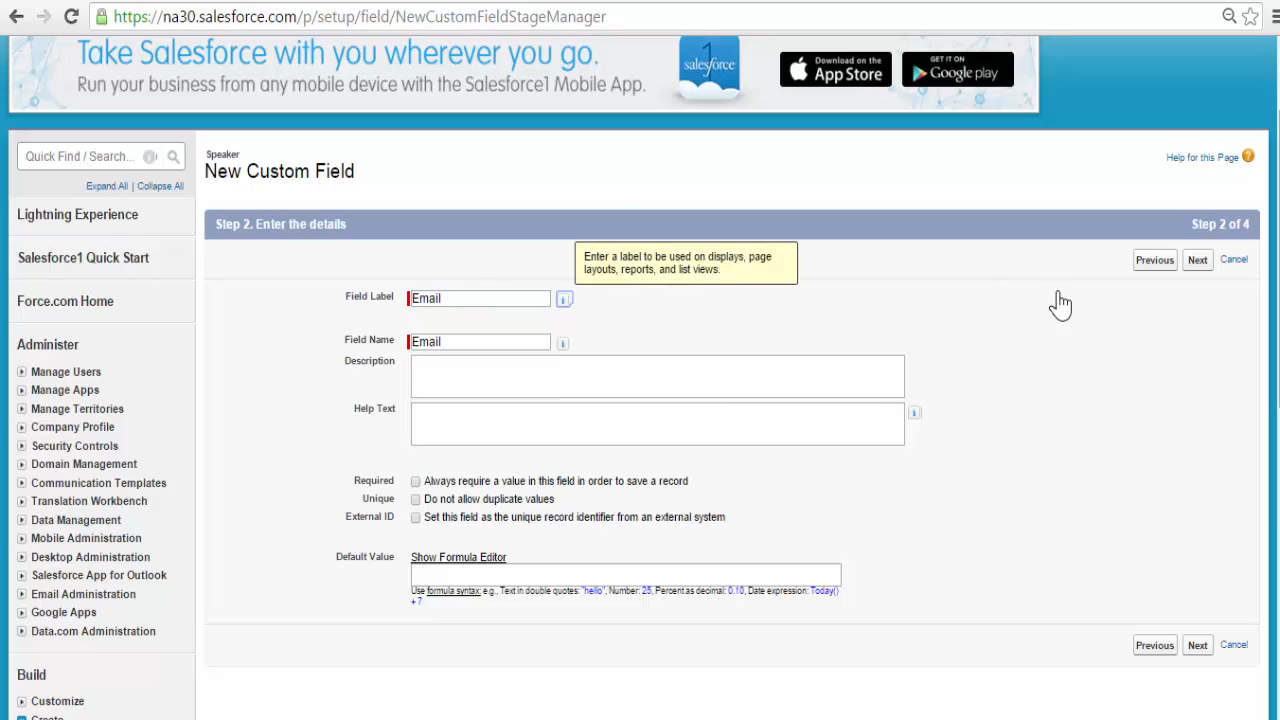 https://na30.salesforce.com/p/setup/field/NewCustomFieldStageManager
Take Salesforce with you wherever you go.
Run your business from any mobile device with the Salesforce1 Mobile App.
1
salesforce
Download on the
App Store
GET IT ON
Google play
Quick Find / Search...
Expand All | Collapse All
Lightning Experience
Salesforce1 Quick Start
Force.com Home
Administer
Manage Users
Manage Apps
Manage Territories
Company Profile
Security Controls
Domain Management
Communication Templates
Translation Workbench
Data Management
Mobile Administration
Desktop Administration
Salesforce App for Outlook
Email Administration
Google Apps
Data.com Administration
Build
Customize
Create
Speaker
New Custom Field
Help for this Page
Step 2. Enter the details
Step 2 of 4
Enter a label to be used on displays, page
layouts, reports, and list views.
Previous Next Cancel
Field Label Email
Field Name Email
Description
Help Text
Required Always require a value in this field in order to save a record
Unique Do not allow duplicate values
External ID Set this field as the unique record identifier from an external system
Default Value Show Formula Editor
Use formula syntax: e.g., Text in double quotes: "hello", Number: 25, Percent as decimal: 0.10, Date expression: Today()
+ 7
Previous Next Cancel